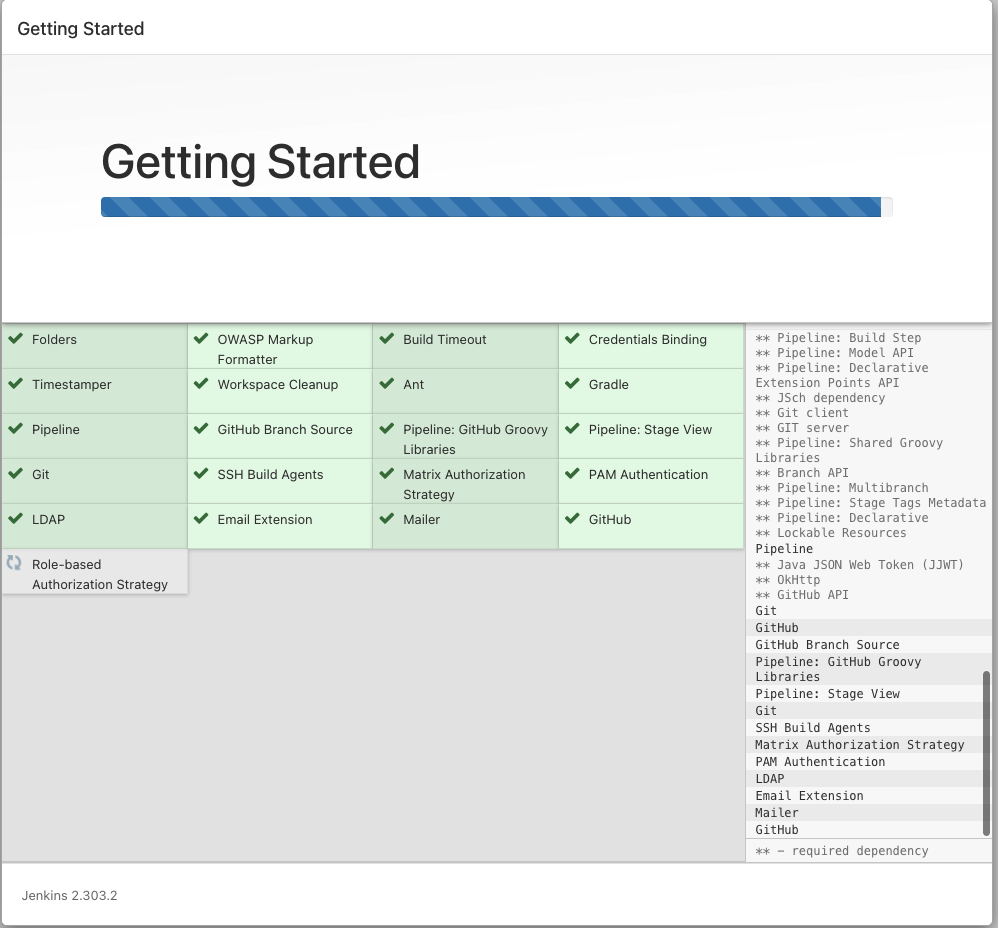 Getting Started
Getting Started
Folders
OWASP Markup
Formatter
Build Timeout
Credentials Binding
Timestamper
Workspace Cleanup
Ant
Gradle
Pipeline
GitHub Branch Source
Pipeline: GitHub Groovy
Libraries
Pipeline: Stage View
Git
SSH Build Agents
Matrix Authorization
Strategy
PAM Authentication
LDAP
Email Extension
Mailer
GitHub
Role-based
Authorization Strategy
** Pipeline: Build Step
** Pipeline: Model API
** Pipeline: Declarative
Extension Points API
** JSch dependency
** Git client
** GIT server
** Pipeline: Shared Groovy
Libraries
** Branch API
** Pipeline: Multibranch
** Pipeline: Stage Tags Metadata
** Pipeline: Declarative
** Lockable Resources
Pipeline
** Java JSON Web Token (JJWT)
** OkHttp
** GitHub API
Git
GitHub
GitHub Branch Source
Pipeline: GitHub Groovy
Libraries
Pipeline: Stage View
Git
SSH Build Agents
Matrix Authorization Strategy
PAM Authentication
LDAP
Email Extension
Mailer
GitHub
** – required dependency
Jenkins 2.303.2